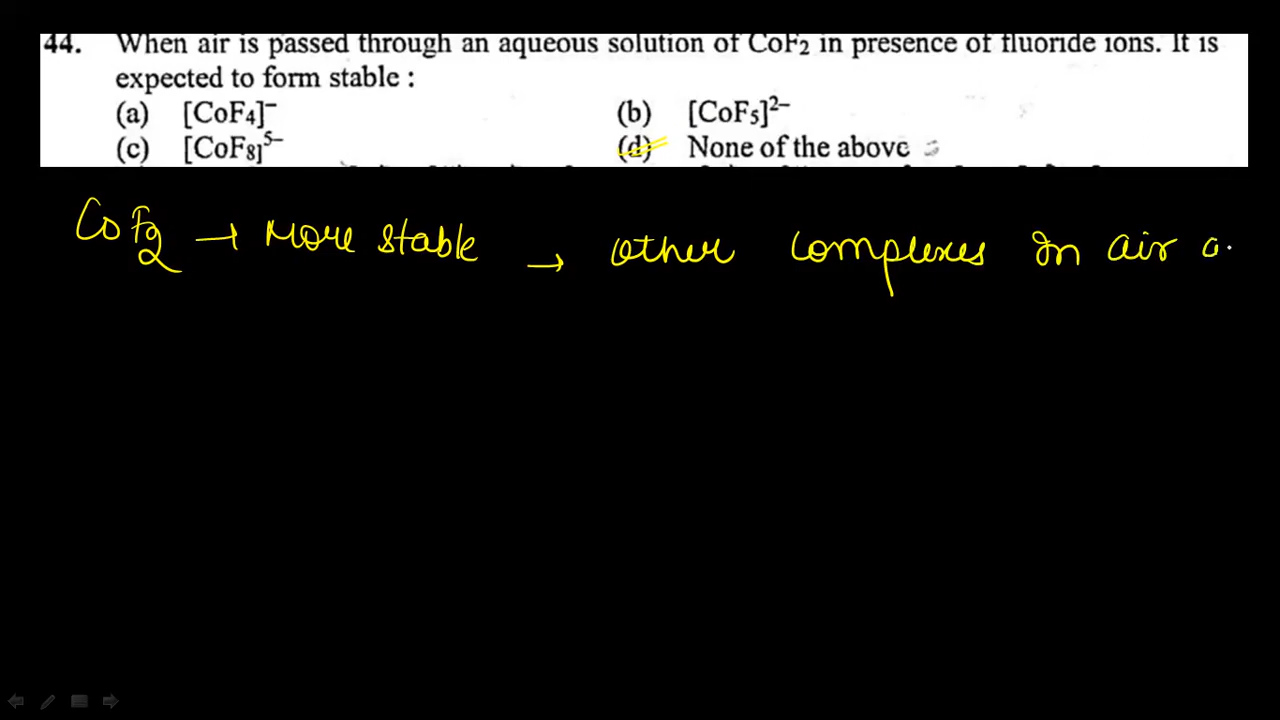 44. When air is passed through an aqueous solution of CoF₂ in presence of fluoride ions. It is
expected to form stable :
(a) [CoF₄]⁻ (b) [CoF₅]²⁻
(c) [CoF₈]⁵⁻ (d) None of the above
CoF₂ → More stable → other complexes In air